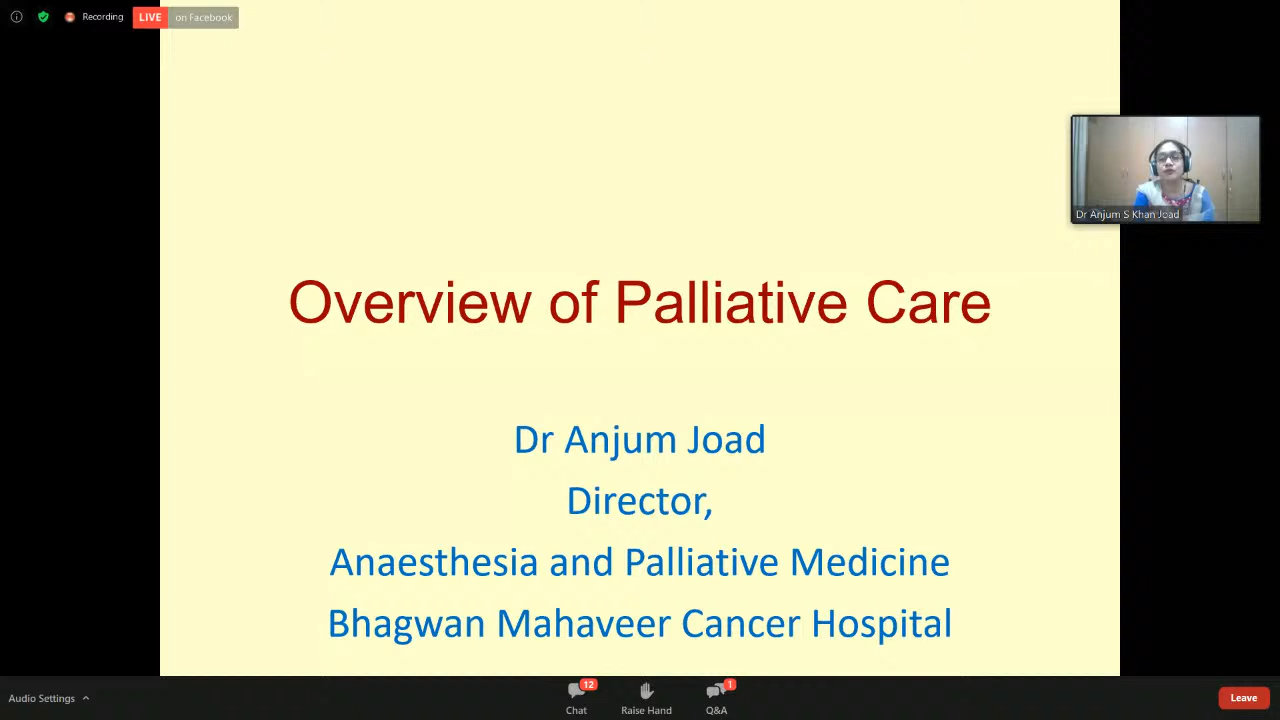 Recording
LIVE on Facebook
Dr Anjum S Khan Joad
Overview of Palliative Care
Dr Anjum Joad
Director,
Anaesthesia and Palliative Medicine
Bhagwan Mahaveer Cancer Hospital
Audio Settings
12
Chat
Raise Hand
1
Q&A
Leave